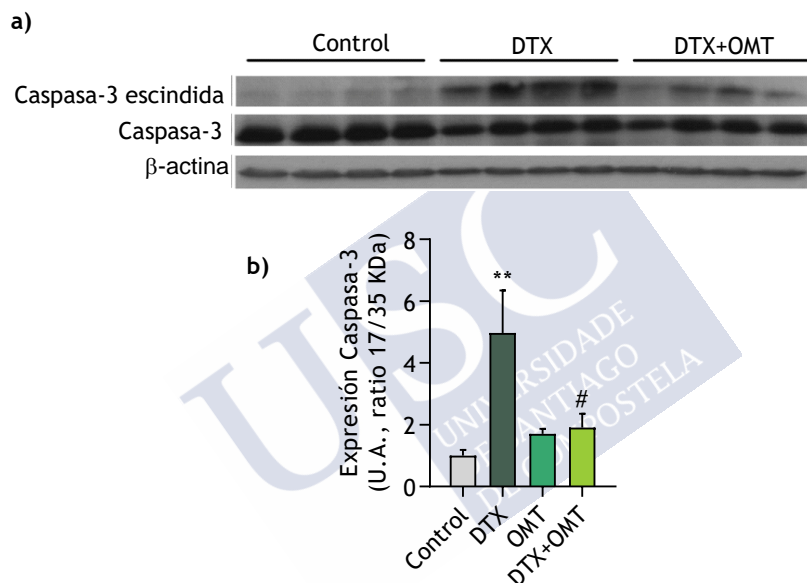 a)
Control DTX DTX+OMT
Caspasa-3 escindida
Caspasa-3
β-actina
b)
Expresión Caspasa-3
(U.A., ratio 17/35 KDa)
8
6
4
2
0
**
#
Control
DTX
OMT
DTX+OMT
USC
UNIVERSIDADE
DE SANTIAGO
DE COMPOSTELA